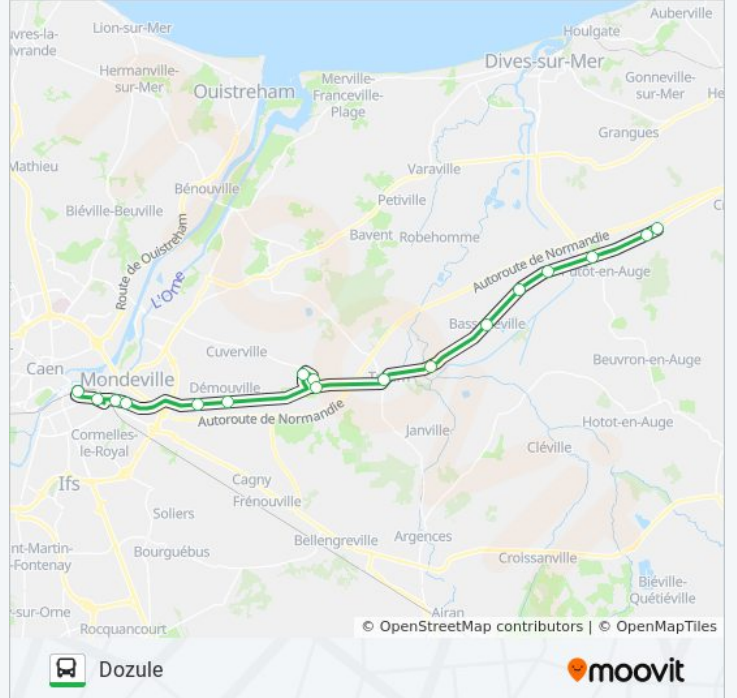 Auberville
Lion-sur-Mer
Houlgate
Dives-sur-Mer
Hermanville-
sur-Mer
Merville-
Franceville-
Plage
Gonneville-
sur-Mer
Ouistreham
Grangues
Mathieu
Varaville
Bénouville
Petiville
Biéville-Beuville
Route de Ouistreham
Bavent
Robehomme
Autoroute de Normandie
L'Orne
Putot-en-Auge
Cuverville
Beuvron-en-Auge
Caen
Mondeville
Démouville
Autoroute de Normandie
Hotot-en-Auge
Janville
Cormelles-
le-Royal
Cléville
Ifs
Cagny
Frénouville
Soliers
Argences
Bellengreville
Bourguébus
Croissanville
Biéville-
Quétiéville
Airan
Rocquancourt
© OpenStreetMap contributors | © OpenMapTiles
Dozule
moovit